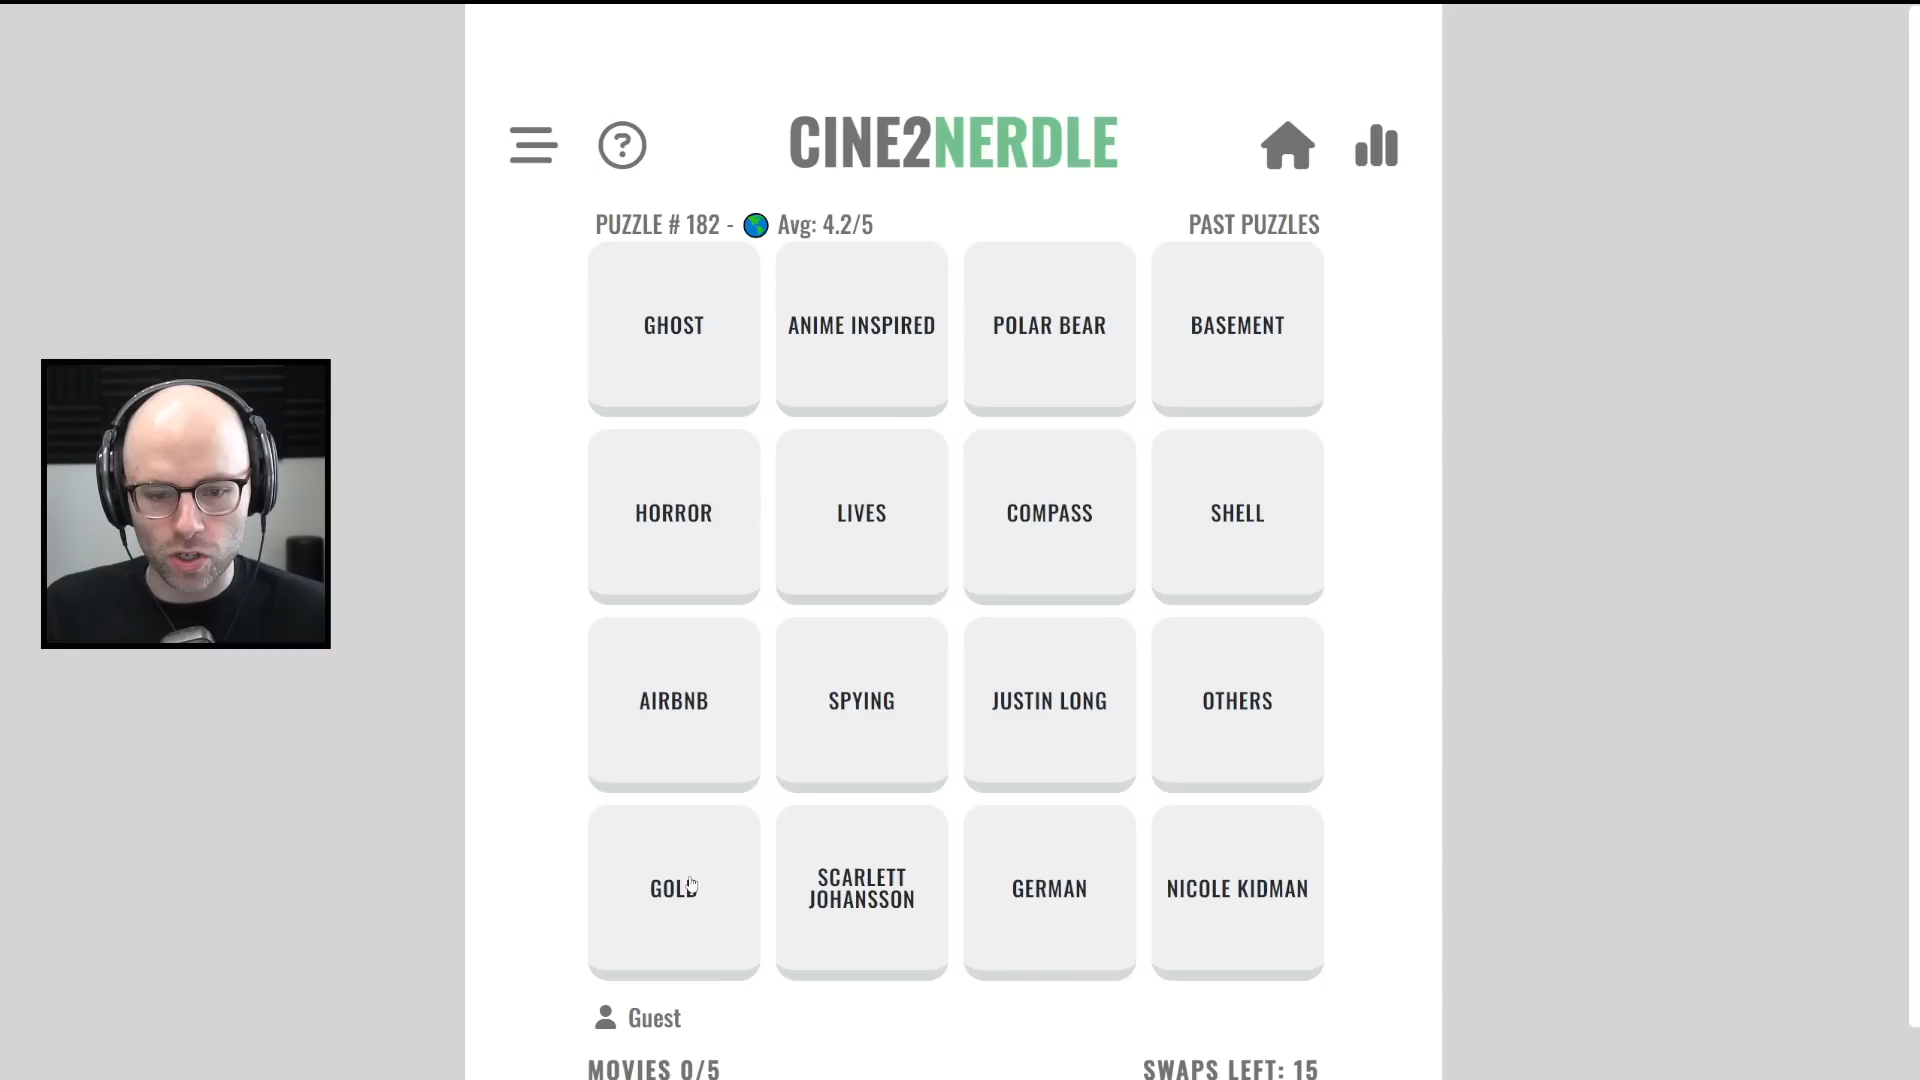 CINE2NERDLE
PUZZLE # 182 - Avg: 4.2/5
PAST PUZZLES
GHOST
ANIME INSPIRED
POLAR BEAR
BASEMENT
HORROR
LIVES
COMPASS
SHELL
AIRBNB
SPYING
JUSTIN LONG
OTHERS
GOLD
SCARLETT
JOHANSSON
GERMAN
NICOLE KIDMAN
Guest
MOVIES 0/5
SWAPS LEFT: 15